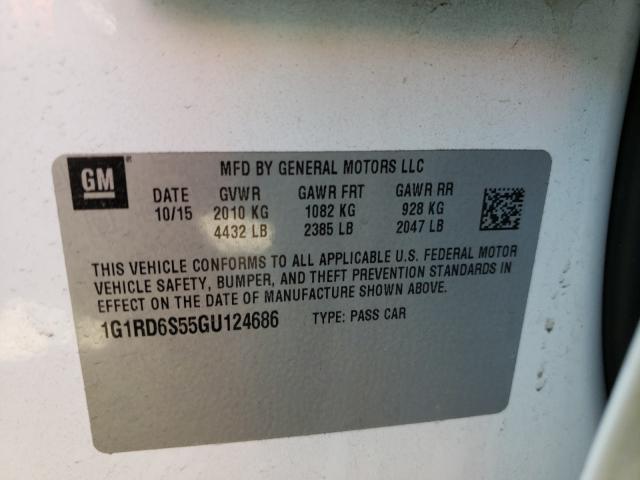 GM
MFD BY GENERAL MOTORS LLC
DATE GVWR GAWR FRT GAWR RR
10/15 2010 KG 1082 KG 928 KG
4432 LB 2385 LB 2047 LB
THIS VEHICLE CONFORMS TO ALL APPLICABLE U.S. FEDERAL MOTOR
VEHICLE SAFETY, BUMPER, AND THEFT PREVENTION STANDARDS IN
EFFECT ON THE DATE OF MANUFACTURE SHOWN ABOVE.
1G1RD6S55GU124686 TYPE: PASS CAR